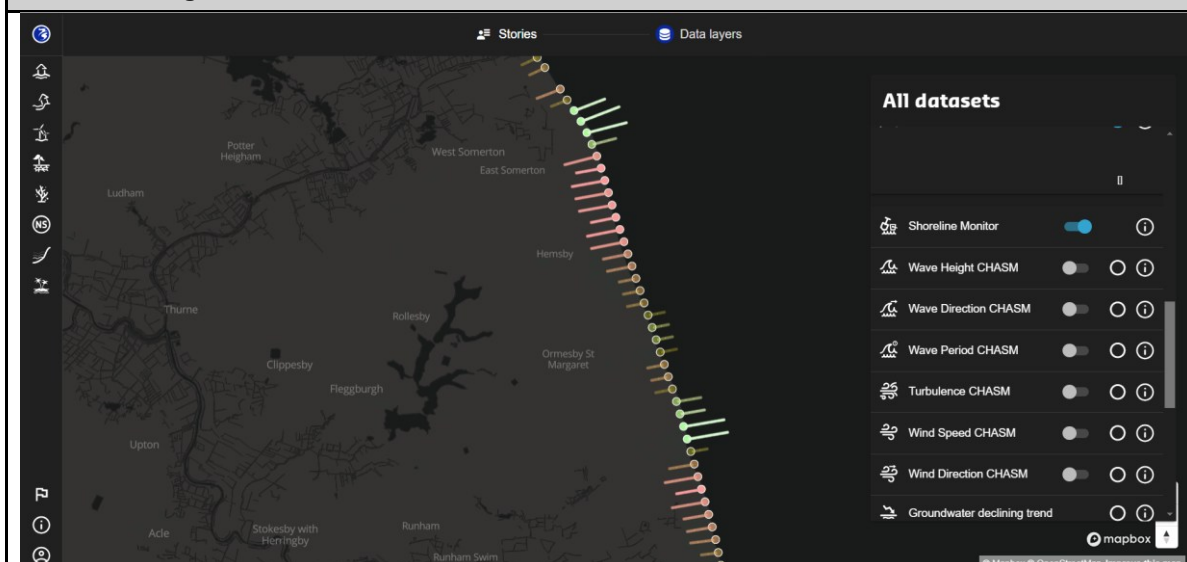 Stories
Data layers
All datasets
Shoreline Monitor
Wave Height CHASM
Wave Direction CHASM
Wave Period CHASM
Turbulence CHASM
Wind Speed CHASM
Wind Direction CHASM
Groundwater declining trend
Potter
Heigham
West Somerton
East Somerton
Ludham
NS
Hemsby
Thurne
Rollesby
Clippesby
Ormesby St
Margaret
Fleggburgh
Upton
Acle
Stokesby with
Herringby
Runham
Runham Swim
mapbox